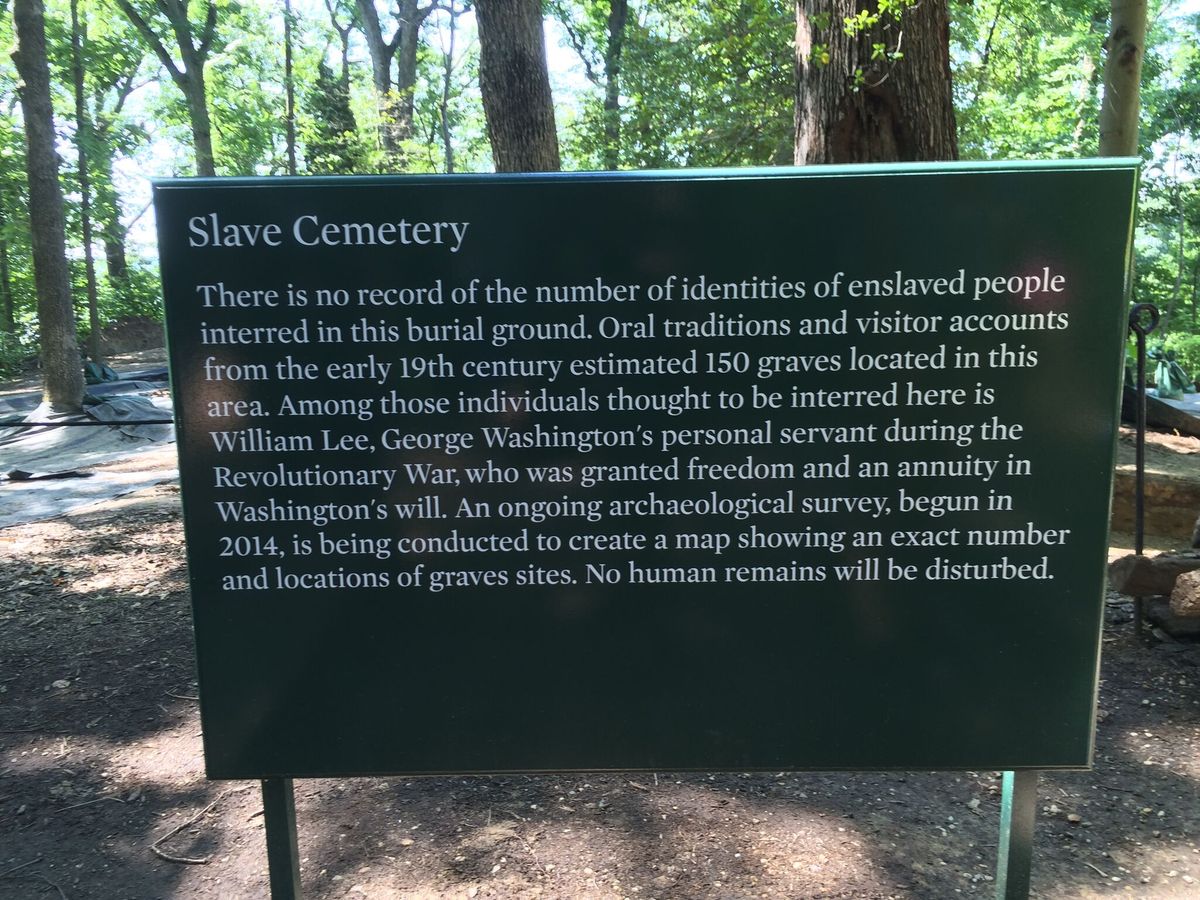 Slave Cemetery
There is no record of the number of identities of enslaved people
interred in this burial ground. Oral traditions and visitor accounts
from the early 19th century estimated 150 graves located in this
area. Among those individuals thought to be interred here is
William Lee, George Washington's personal servant during the
Revolutionary War, who was granted freedom and an annuity in
Washington's will. An ongoing archaeological survey, begun in
2014, is being conducted to create a map showing an exact number
and locations of graves sites. No human remains will be disturbed.